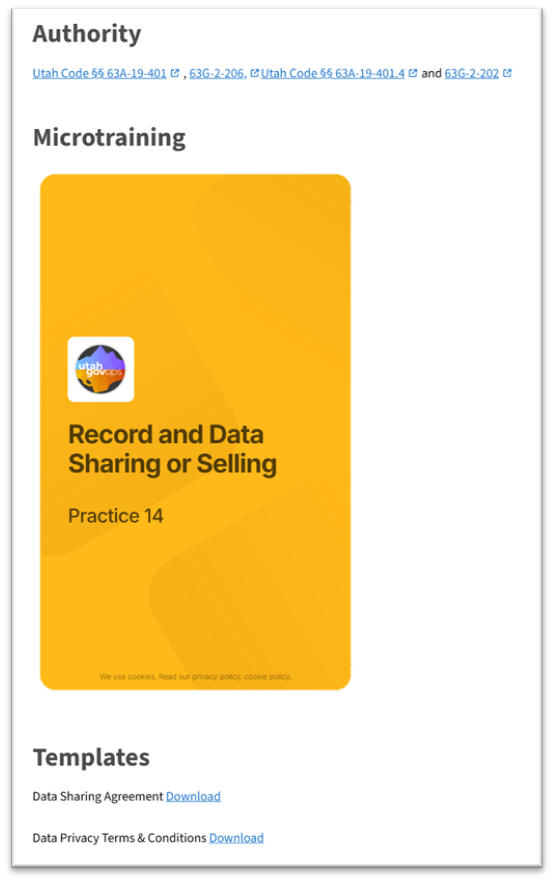 Authority
Utah Code §§ 63A-19-401 , 63G-2-206, Utah Code §§ 63A-19-401.4 and 63G-2-202
Microtraining
utah
govops
Record and Data
Sharing or Selling
Practice 14
We use cookies. Read our privacy policy, cookie policy.
Templates
Data Sharing Agreement Download
Data Privacy Terms & Conditions Download